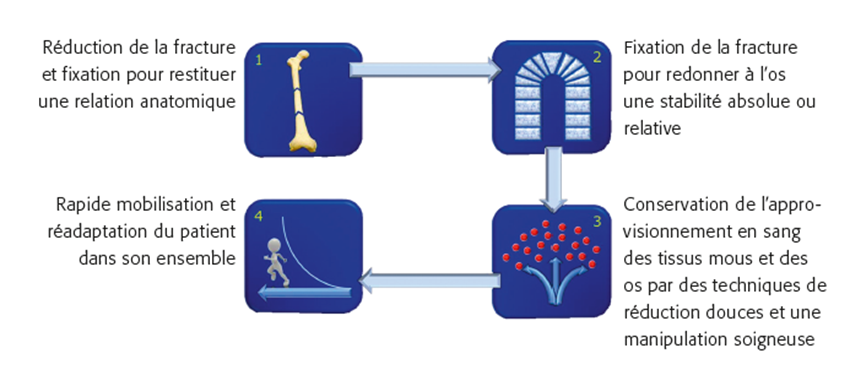 Réduction de la fracture
et fixation pour restituer
une relation anatomique
1
2
Fixation de la fracture
pour redonner à l'os
une stabilité absolue ou
relative
3
Conservation de l'appro-
visionnement en sang
des tissus mous et des
os par des techniques de
réduction douces et une
manipulation soigneuse
Rapide mobilisation et
réadaptation du patient
dans son ensemble
4